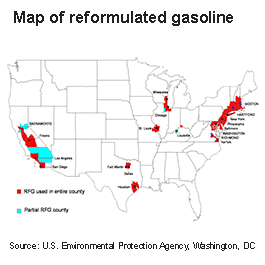 Map of reformulated gasoline
Milwaukee
BOSTON
SACRAMENTO
HARTFORD
New York
Chicago
Philadelphia
Fresno
Baltimore
WASHINGTON
St. Louis
Louisville
RICHMOND
Norfolk
Los Angeles
San Diego
Fort Worth
Dallas
RFG used in entire county
Houston
Partial RFG county
Source: U.S. Environmental Protection Agency, Washington, DC